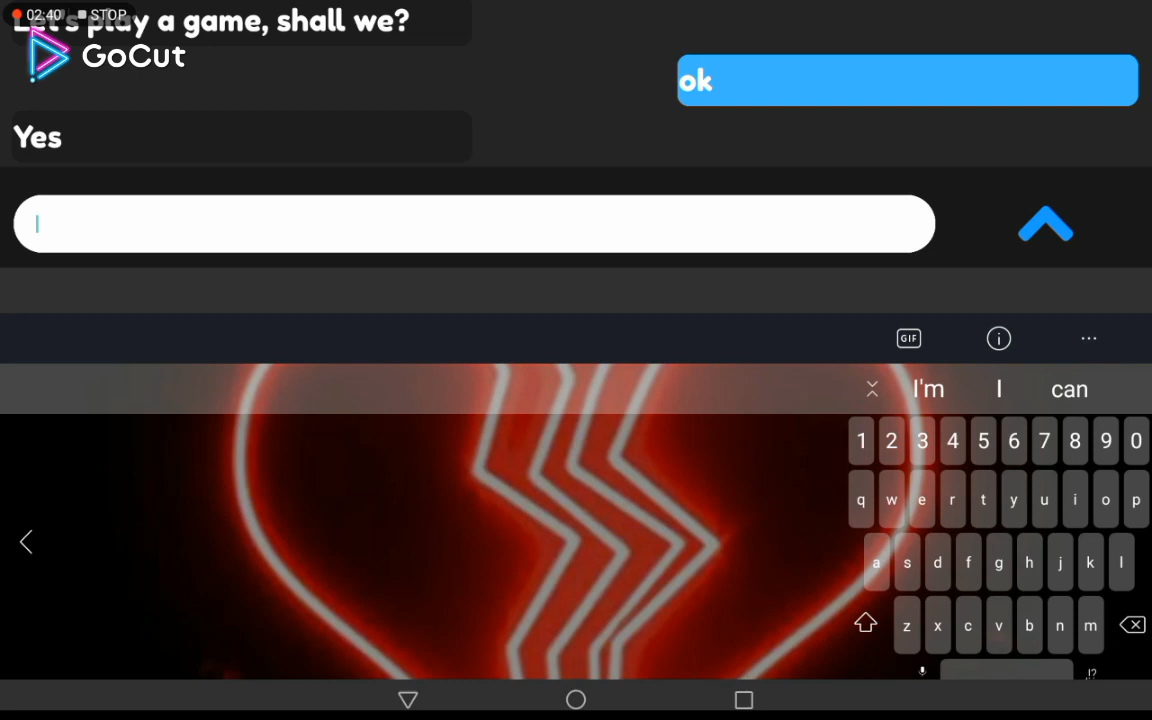 02:40 STOP
Let's play a game, shall we?
GoCut
ok
Yes
GIF
I'm I can
1 2 3 4 5 6 7 8 9 0
q w e r t y u i o p
a s d f g h j k l
z x c v b n m
,!?